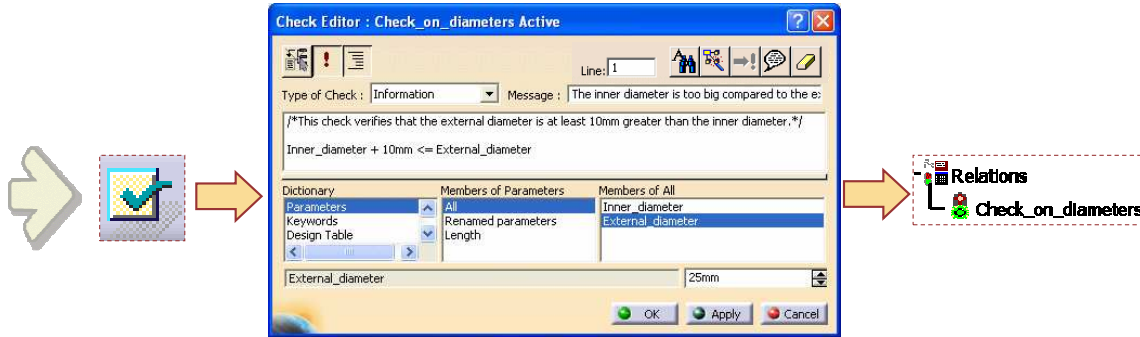 Check Editor : Check_on_diameters Active
Line: 1
Type of Check : Information Message : The inner diameter is too big compared to the e
/*This check verifies that the external diameter is at least 10mm greater than the inner diameter.*/
Inner_diameter + 10mm <= External_diameter
Dictionary Members of Parameters Members of All
Parameters All Inner_diameter
Keywords Renamed parameters External_diameter
Design Table Length
External_diameter 25mm
OK Apply Cancel
Relations
Check_on_diameters